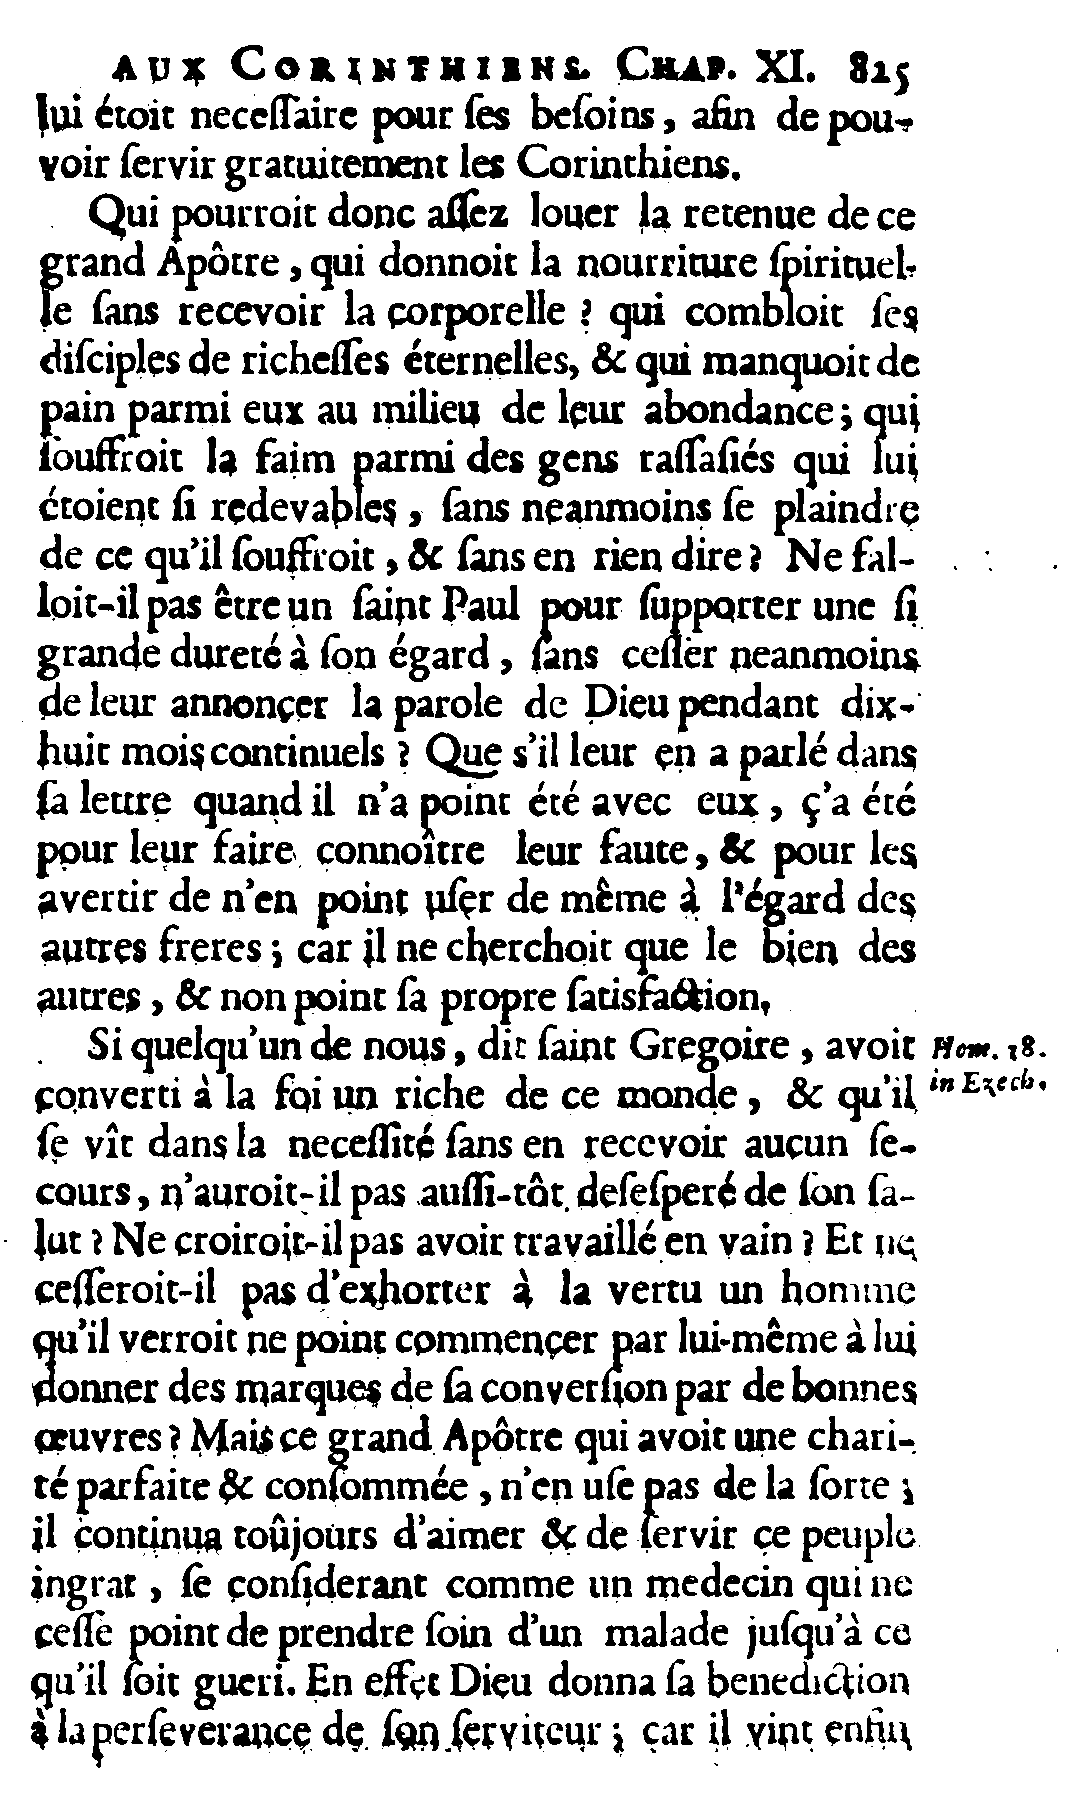 AUX CORINTHIENS. CHAP. XI. 825
lui étoit neceſſaire pour ſes beſoins, afin de pou-
voir ſervir gratuitement les Corinthiens.
Qui pourroit donc aſſez louer la retenue de ce
grand Apôtre, qui donnoit la nourriture ſpirituel-
le ſans recevoir la corporelle ? qui combloit ſes
diſciples de richeſſes éternelles, & qui manquoit de
pain parmi eux au milieu de leur abondance ; qui
ſouffroit la faim parmi des gens raſſaſiés qui lui
étoient ſi redevables, ſans neanmoins ſe plaindre
de ce qu'il ſouffroit, & ſans en rien dire ? Ne fal-
loit-il pas être un ſaint Paul pour ſupporter une ſi
grande dureté à ſon égard, ſans ceſſer neanmoins
de leur annonçer la parole de Dieu pendant dix-
huit mois continuels ? Que s'il leur en a parlé dans
ſa lettre quand il n'a point été avec eux, ç'a été
pour leur faire connoître leur faute, & pour les
avertir de n'en point uſer de même à l'égard des
autres freres ; car il ne cherchoit que le bien des
autres, & non point ſa propre ſatisfaction,
Si quelqu'un de nous, dit ſaint Gregoire, avoit
Hom. 18.
converti à la foi un riche de ce monde, & qu'il
in Ezech.
ſe vît dans la neceſſité ſans en recevoir aucun ſe-
cours, n'auroit-il pas auſſi-tôt deſeſperé de ſon ſa-
lut ? Ne croiroit-il pas avoir travaillé en vain ? Et ne
ceſſeroit-il pas d'exhorter à la vertu un homme
qu'il verroit ne point commençer par lui-même à lui
donner des marques de ſa converſion par de bonnes
œuvres ? Mais ce grand Apôtre qui avoit une chari-
té parfaite & conſommée, n'en uſe pas de la ſorte ;
il continua toûjours d'aimer & de ſervir ce peuple
ingrat, ſe conſiderant comme un medecin qui ne
ceſſe point de prendre ſoin d'un malade juſqu'à ce
qu'il ſoit gueri. En effet Dieu donna ſa benediction
à la perſeverance de ſon ſerviteur ; car il vint enfin